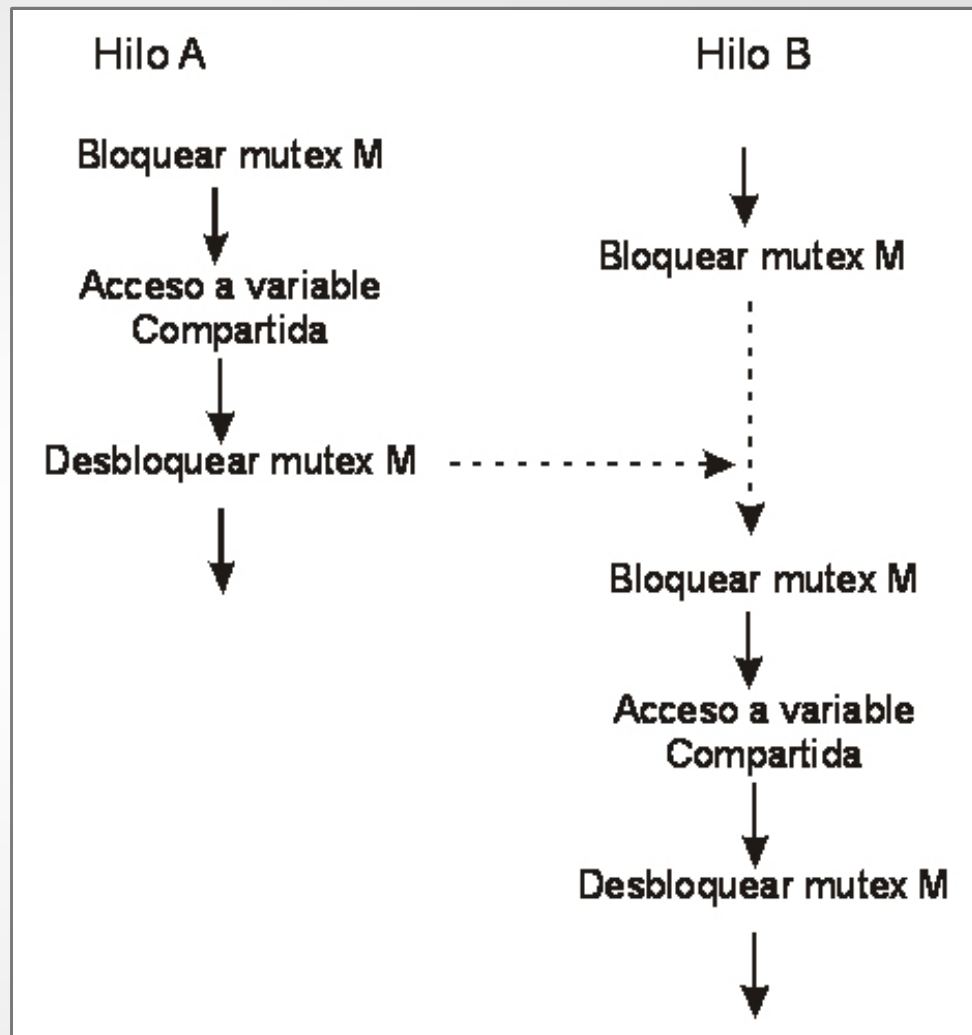 Hilo A
Hilo B
Bloquear mutex M
Acceso a variable
Compartida
Desbloquear mutex M
Bloquear mutex M
Bloquear mutex M
Acceso a variable
Compartida
Desbloquear mutex M